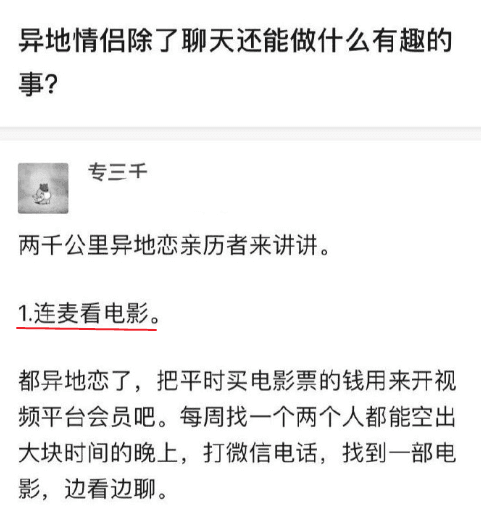 异地情侣除了聊天还能做什么有趣的
事?
专三千
两千公里异地恋亲历者来讲讲。
1.连麦看电影。
都异地恋了，把平时买电影票的钱用来开视
频平台会员吧。每周找一个两个人都能空出
大块时间的晚上，打微信电话，找到一部电
影，边看边聊。